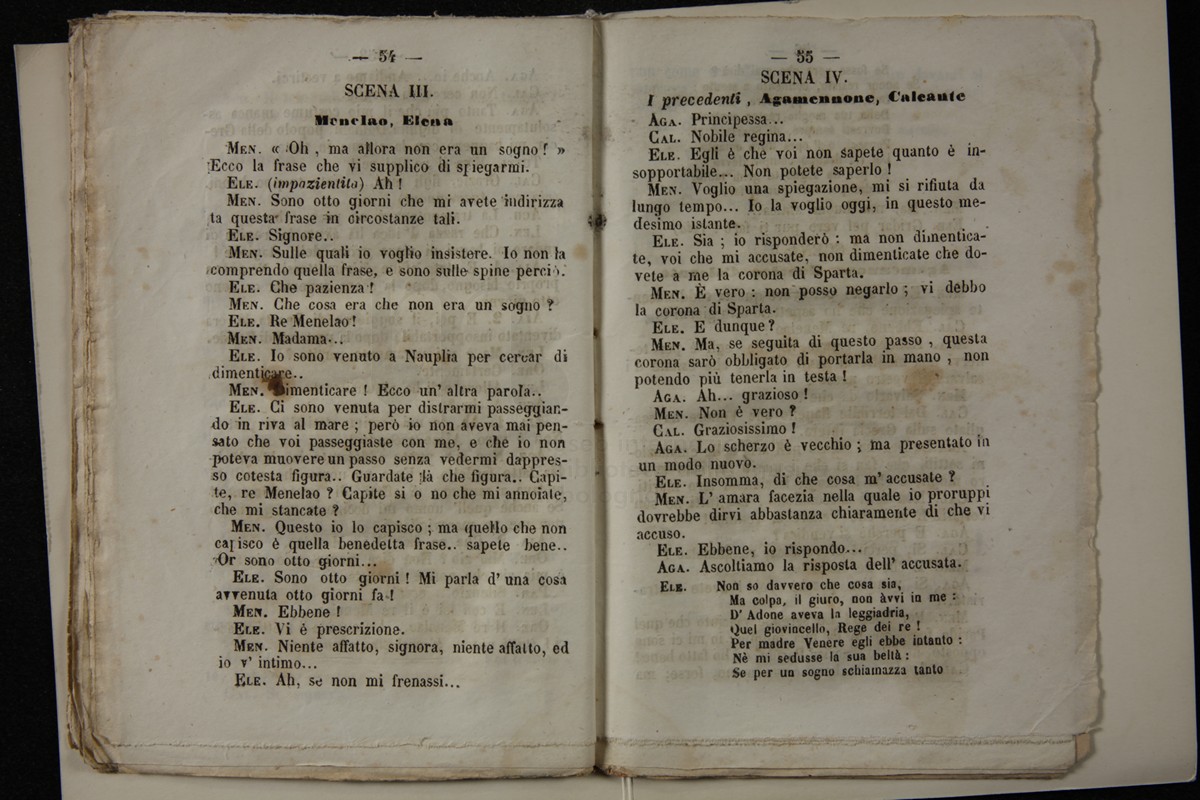 — 54 —
SCENA III.
Menelao, Elena
MEN. « Oh , ma allora non era un sogno ! »
Ecco la frase che vi supplico di spiegarmi.
ELE. (impazientita) Ah !
MEN. Sono otto giorni che mi avete indirizza
ta questa frase in circostanze tali.
ELE. Signore..
MEN. Sulle quali io voglio insistere. Io non la
comprendo quella frase, e sono sulle spine perciò.
ELE. Che pazienza !
MEN. Che cosa era che non era un sogno ?
ELE. Re Menelao !
MEN. Madama...
ELE. Io sono venuto a Nauplia per cercar di
dimenticare..
MEN. Dimenticare ! Ecco un' altra parola..
ELE. Ci sono venuta per distrarmi passeggian-
do in riva al mare ; però io non aveva mai pen-
sato che voi passeggiaste con me, e che io non
poteva muovere un passo senza vedermi dappres-
so cotesta figura.. Guardate là che figura.. Capi-
te, re Menelao ? Capite si o no che mi annoiate,
che mi stancate ?
MEN. Questo io lo capisco ; ma quello che non
capisco è quella benedetta frase.. sapete bene..
Or sono otto giorni...
ELE. Sono otto giorni ! Mi parla d' una cosa
avvenuta otto giorni fa !
MEN. Ebbene !
ELE. Vi è prescrizione.
MEN. Niente affatto, signora, niente affatto, ed
io v' intimo...
ELE. Ah, se non mi frenassi...
— 55 —
SCENA IV.
I precedenti , Agamennone, Calcante
AGA. Principessa...
CAL. Nobile regina...
ELE. Egli è che voi non sapete quanto è in-
sopportabile... Non potete saperlo !
MEN. Voglio una spiegazione, mi si rifiuta da
lungo tempo... Io la voglio oggi, in questo me-
desimo istante.
ELE. Sia ; io risponderò : ma non dimentica-
te, voi che mi accusate, non dimenticate che do-
vete a me la corona di Sparta.
MEN. È vero : non posso negarlo ; vi debbo
la corona di Sparta.
ELE. E dunque ?
MEN. Ma, se seguita di questo passo , questa
corona sarò obbligato di portarla in mano , non
potendo più tenerla in testa !
AGA. Ah... grazioso !
MEN. Non è vero ?
CAL. Graziosissimo !
AGA. Lo scherzo è vecchio ; ma presentato in
un modo nuovo.
ELE. Insomma, di che cosa m' accusate ?
MEN. L' amara facezia nella quale io proruppi
dovrebbe dirvi abbastanza chiaramente di che vi
accuso.
ELE. Ebbene, io rispondo...
AGA. Ascoltiamo la risposta dell' accusata.
ELE. Non so davvero che cosa sia,
Ma colpa, il giuro, non àvvi in me :
D' Adone aveva la leggiadria,
Quel giovincello, Rege dei re !
Per madre Venere egli ebbe intanto :
Nè mi sedusse la sua beltà :
Se per un sogno schiamazza tanto